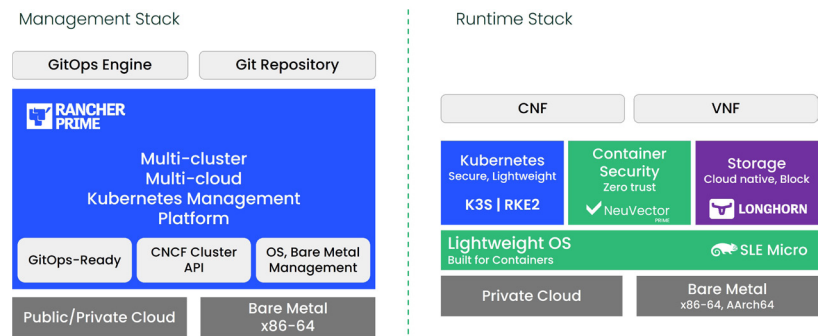 Management Stack
GitOps Engine
Git Repository
RANCHER
PRIME
Multi-cluster
Multi-cloud
Kubernetes Management
Platform
GitOps-Ready
CNCF Cluster
API
OS, Bare Metal
Management
Public/Private Cloud
Bare Metal
x86-64
Runtime Stack
CNF
VNF
Kubernetes
Secure, Lightweight
K3S | RKE2
Container
Security
Zero trust
NeuVector
PRIME
Storage
Cloud native, Block
LONGHORN
Lightweight OS
Built for Containers
SLE Micro
Private Cloud
Bare Metal
x86-64, AArch64